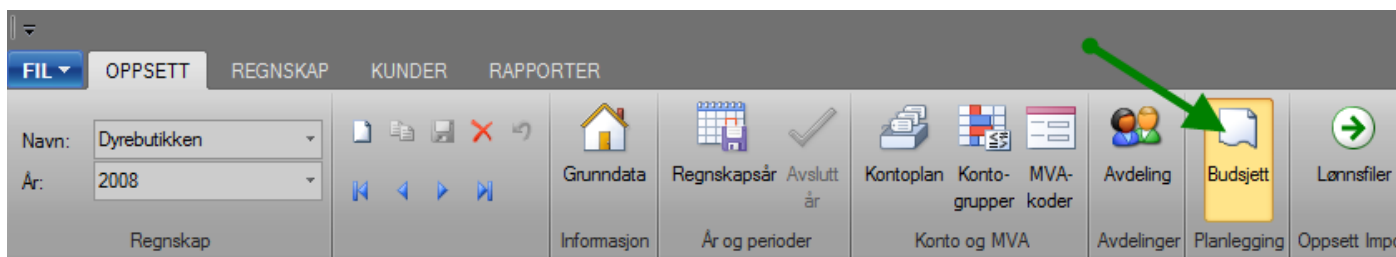 FIL OPPSETT REGNSKAP KUNDER RAPPORTER
Navn: Dyrebutikken
År: 2008
Regnskap
Grunndata
Informasjon
Regnskapsår Avslutt
år
År og perioder
Kontoplan Konto- MVA-
grupper koder
Konto og MVA
Avdeling
Avdelinger
Budsjett
Planlegging
Lønnsfiler
Oppsett Impo